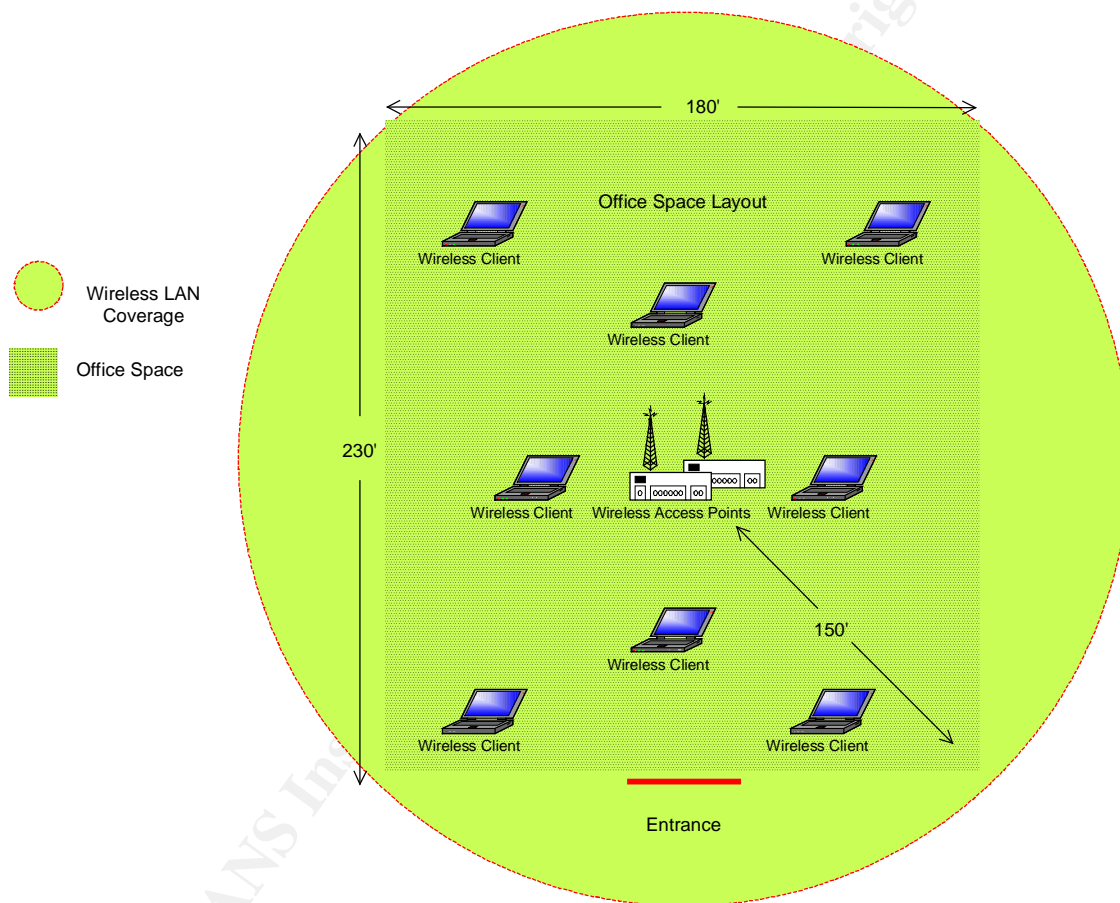 180'
Office Space Layout
Wireless Client
Wireless Client
Wireless LAN
Coverage
Wireless Client
Office Space
230'
Wireless Client
Wireless Access Points
Wireless Client
150'
Wireless Client
Wireless Client
Wireless Client
Entrance